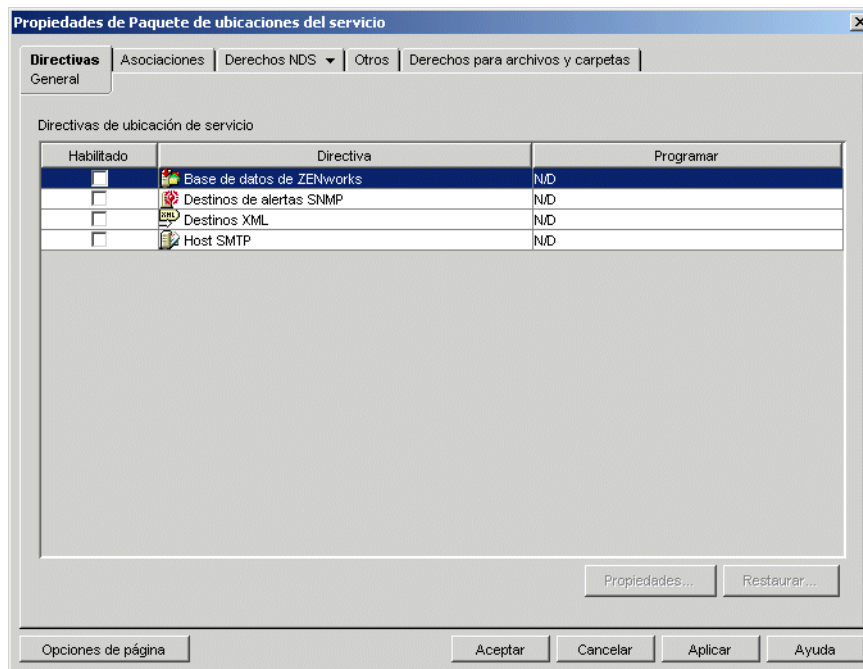 Propiedades de Paquete de ubicaciones del servicio
Directivas Asociaciones Derechos NDS Otros Derechos para archivos y carpetas
General
Directivas de ubicación de servicio
Habilitado Directiva Programar
Base de datos de ZENworks N/D
Destinos de alertas SNMP N/D
XML Destinos XML N/D
Host SMTP N/D
Propiedades... Restaurar...
Opciones de página Aceptar Cancelar Aplicar Ayuda